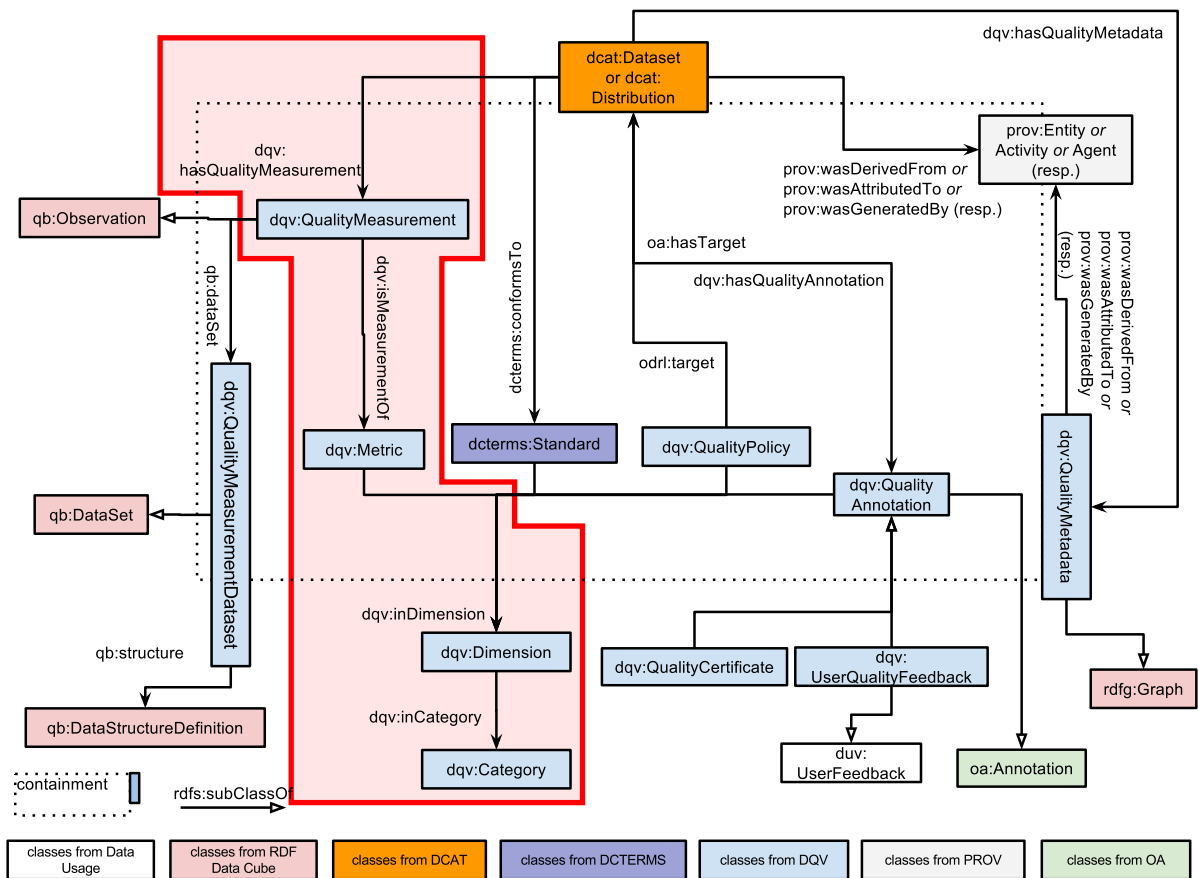 dqv:hasQualityMetadata
dcat:Dataset
or dcat:
Distribution
prov:Entity or
Activity or Agent
(resp.)
dqv:
hasQualityMeasurement
prov:wasDerivedFrom or
prov:wasAttributedTo or
prov:wasGeneratedBy (resp.)
qb:Observation
dqv:QualityMeasurement
oa:hasTarget
dqv:hasQualityAnnotation
prov:wasDerivedFrom or
prov:wasAttributedTo or
prov:wasGeneratedBy
(resp.)
qb:dataSet
dqv:isMeasurementOf
dcterms:conformsTo
odrl:target
dqv:QualityMeasurementDataset
dqv:Metric
dcterms:Standard
dqv:QualityPolicy
dqv:QualityMetadata
dqv:Quality
Annotation
qb:DataSet
dqv:inDimension
qb:structure
dqv:Dimension
dqv:QualityCertificate
dqv:
UserQualityFeedback
rdfg:Graph
qb:DataStructureDefinition
dqv:inCategory
dqv:Category
duv:
UserFeedback
oa:Annotation
containment
rdfs:subClassOf
classes from Data
Usage
classes from RDF
Data Cube
classes from DCAT
classes from DCTERMS
classes from DQV
classes from PROV
classes from OA